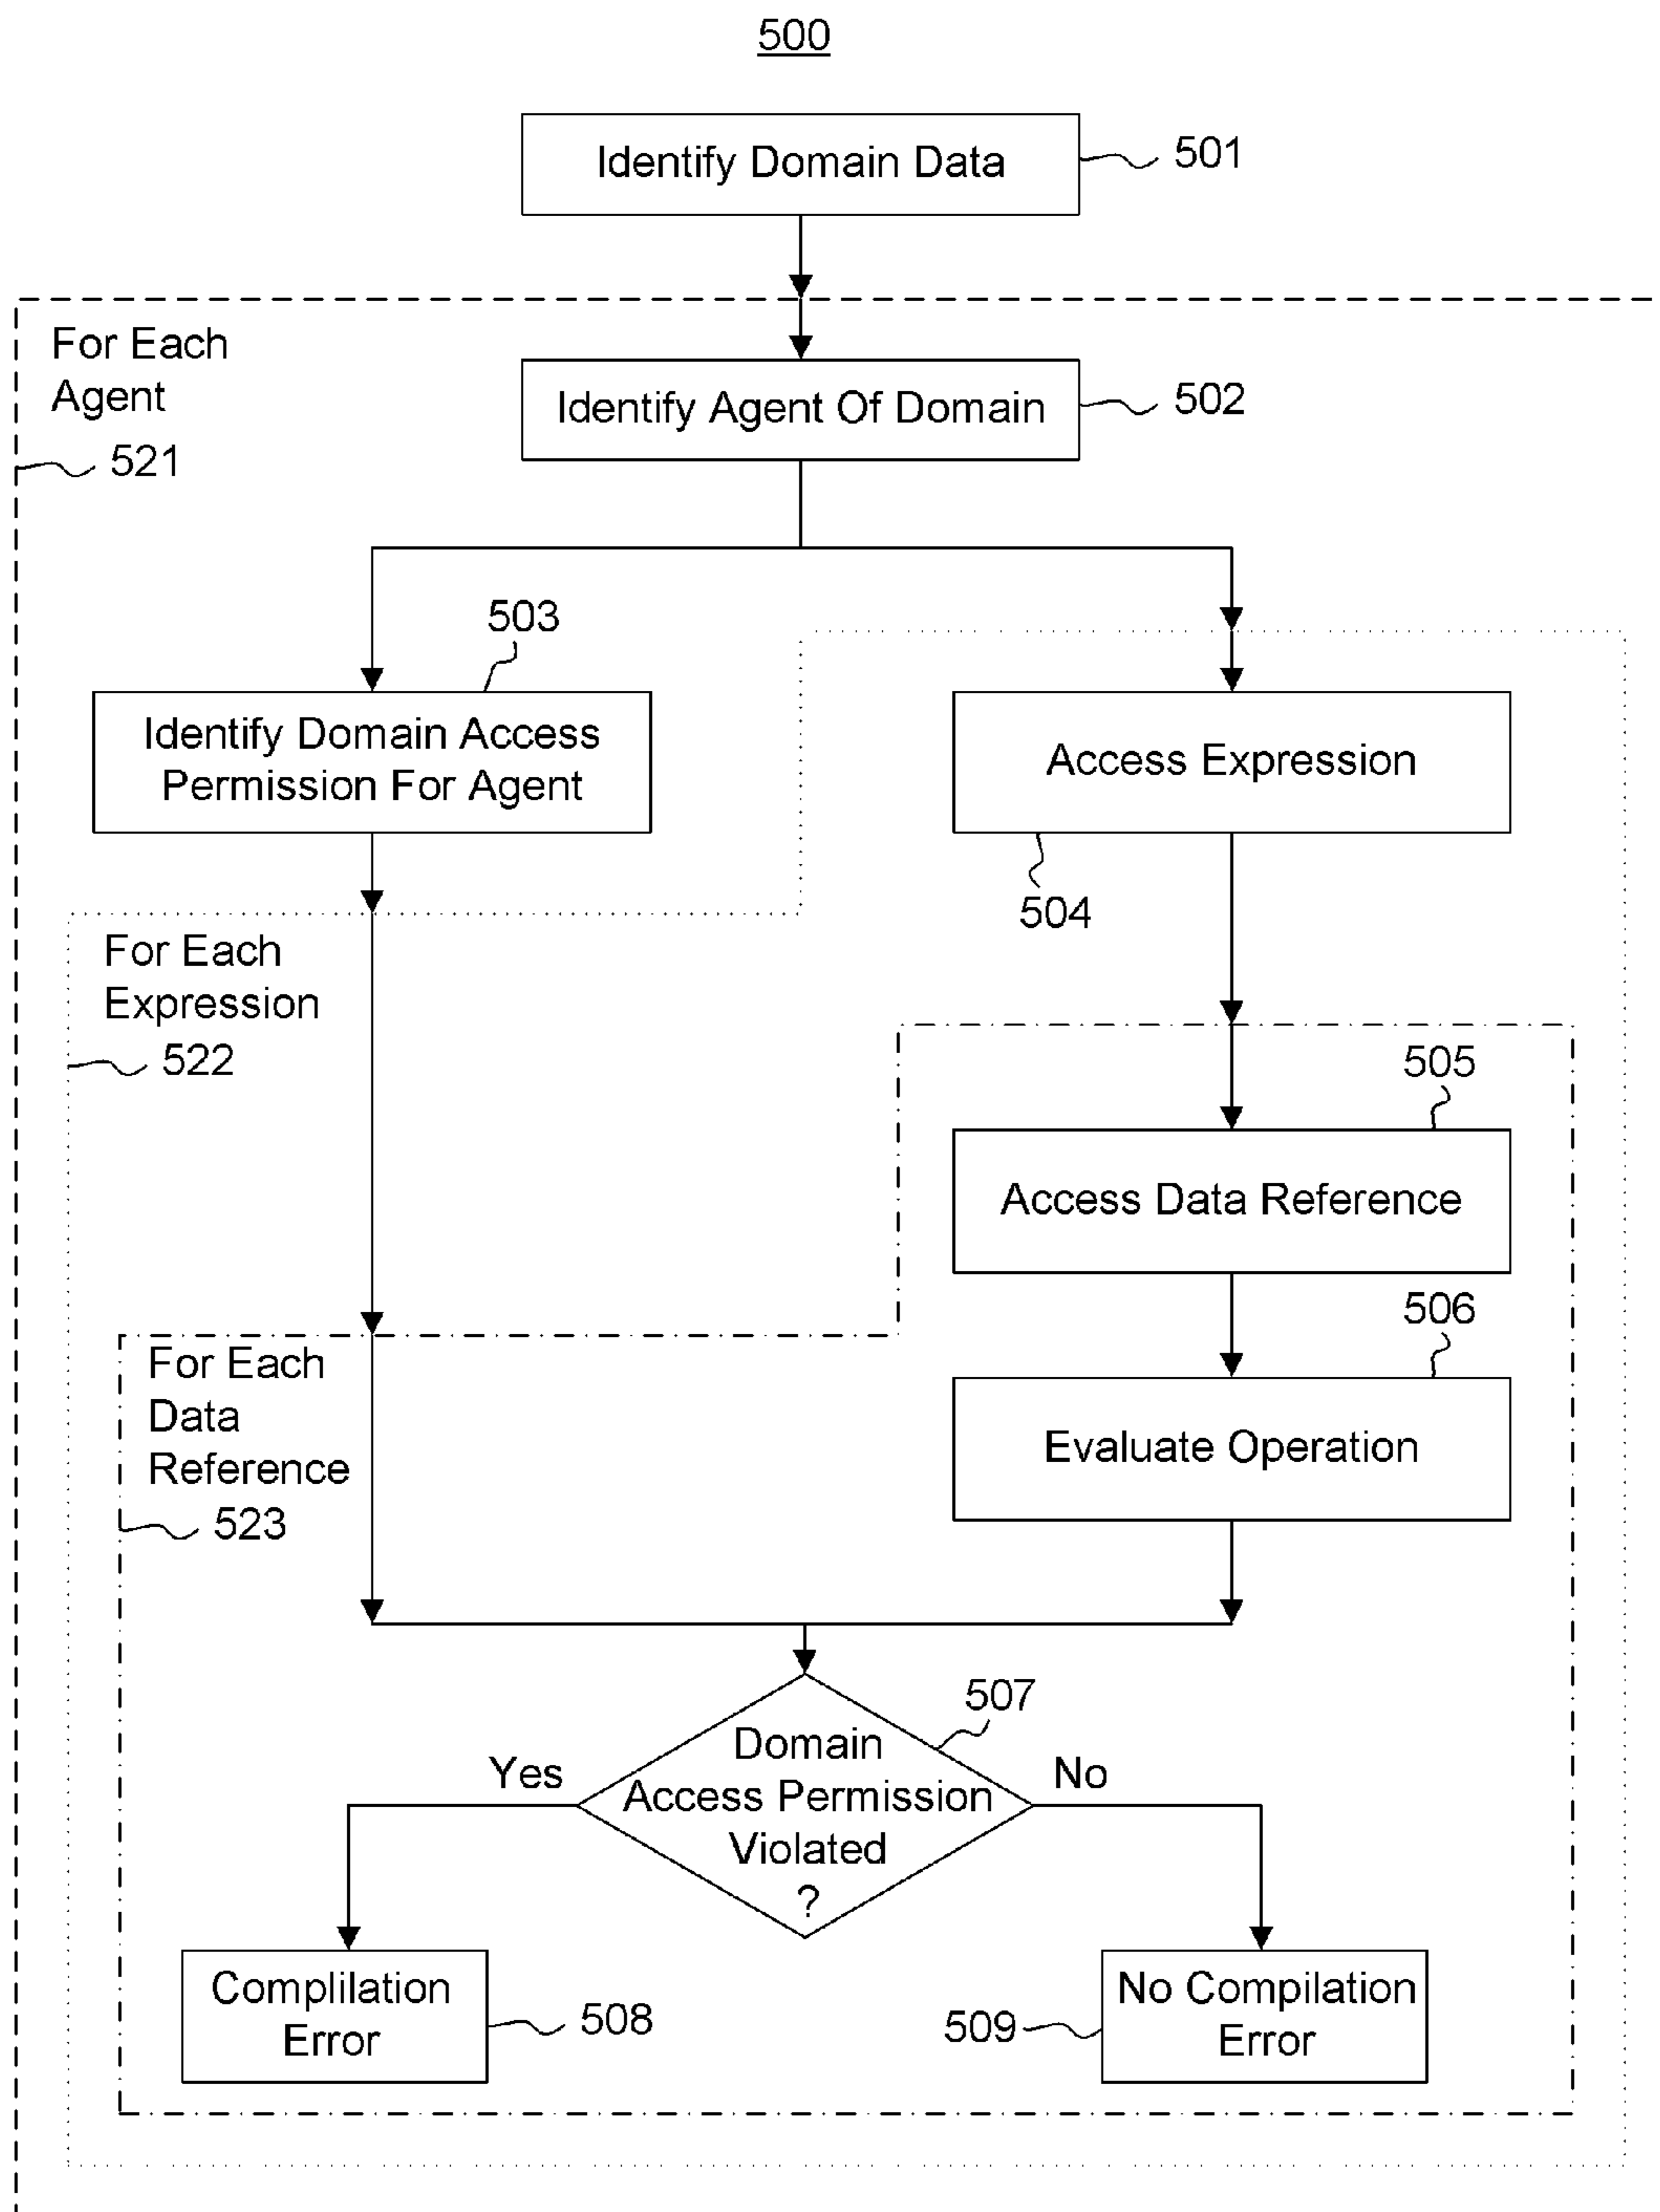 500
Identify Domain Data
501
For Each
Agent
521
Identify Agent Of Domain
502
503
Identify Domain Access
Permission For Agent
Access Expression
504
For Each
Expression
522
505
Access Data Reference
506
Evaluate Operation
For Each
Data
Reference
523
507
Domain
Access Permission
Violated
?
Yes
No
Complilation
Error
508
509
No Compilation
Error